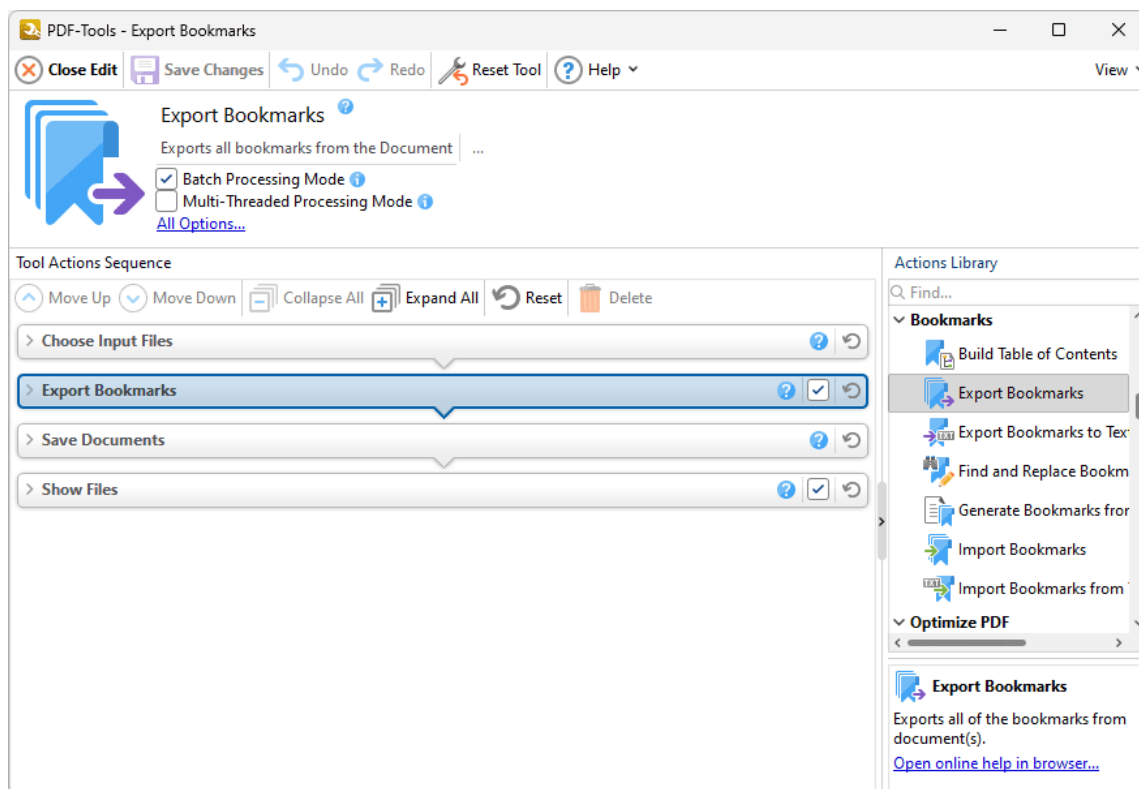 PDF-Tools - Export Bookmarks
Close Edit Save Changes Undo Redo Reset Tool ? Help View
Export Bookmarks ?
Exports all bookmarks from the Document ...
Batch Processing Mode i
Multi-Threaded Processing Mode i
All Options...
Tool Actions Sequence
Move Up Move Down Collapse All Expand All Reset Delete
Choose Input Files ?
Export Bookmarks ?
Save Documents ?
Show Files ?
Actions Library
Find...
Bookmarks
Build Table of Contents
Export Bookmarks
TXT Export Bookmarks to Tex
Find and Replace Bookm
Generate Bookmarks from
Import Bookmarks
TXT Import Bookmarks from
Optimize PDF
Export Bookmarks
Exports all of the bookmarks from
document(s).
Open online help in browser...